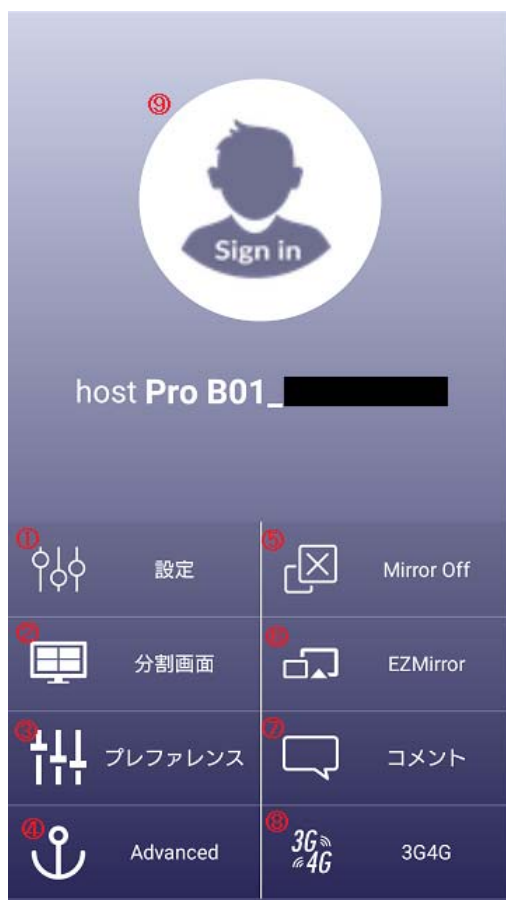 ⑨
Sign in
host Pro B01_
① 設定
⑤ Mirror Off
② 分割画面
⑥ EZMirror
③ プレファレンス
⑦ コメント
④ Advanced
⑧ 3G 4G 3G4G